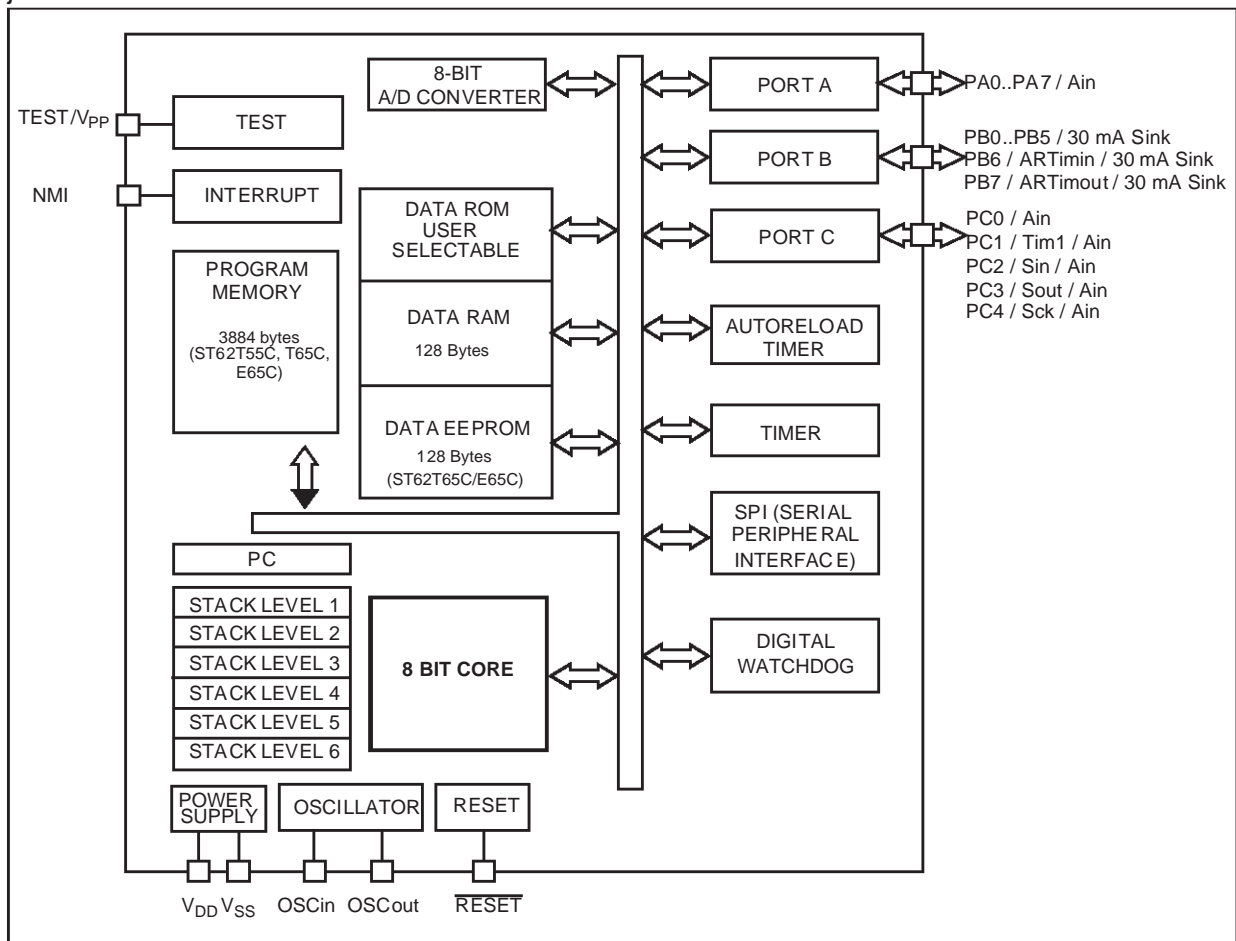 8-BIT
A/D CONVERTER
PORT A
PA0..PA7 / Ain
TEST/VPP
TEST
PORT B
PB0..PB5 / 30 mA Sink
PB6 / ARTimin / 30 mA Sink
PB7 / ARTimout / 30 mA Sink
NMI
INTERRUPT
DATA ROM
USER
SELECTABLE
PORT C
PC0 / Ain
PC1 / Tim1 / Ain
PC2 / Sin / Ain
PC3 / Sout / Ain
PC4 / Sck / Ain
PROGRAM
MEMORY
3884 bytes
(ST62T55C, T65C,
E65C)
DATA RAM
128 Bytes
AUTORELOAD
TIMER
DATA EEPROM
128 Bytes
(ST62T65C/E65C)
TIMER
SPI (SERIAL
PERIPHERAL
INTERFACE)
PC
STACK LEVEL 1
STACK LEVEL 2
STACK LEVEL 3
STACK LEVEL 4
STACK LEVEL 5
STACK LEVEL 6
8 BIT CORE
DIGITAL
WATCHDOG
POWER
SUPPLY
OSCILLATOR
RESET
VDD VSS
OSCin OSCout
RESET